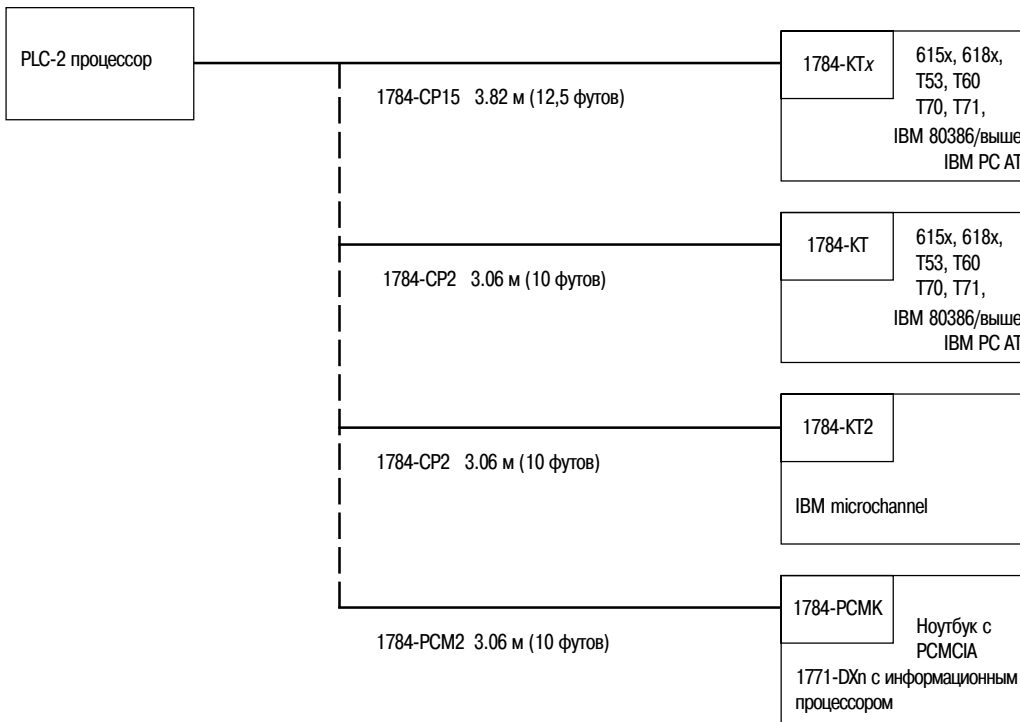 PLC-2 процессор
1784-CP15 3.82 м (12,5 футов)
1784-KTx
615x, 618x,
T53, T60
T70, T71,
IBM 80386/выше
IBM PC AT
1784-CP2 3.06 м (10 футов)
1784-KT
615x, 618x,
T53, T60
T70, T71,
IBM 80386/выше
IBM PC AT
1784-CP2 3.06 м (10 футов)
1784-KT2
IBM microchannel
1784-PCM2 3.06 м (10 футов)
1784-PCMK
Ноутбук с
PCMCIA
1771-DXn с информационным
процессором